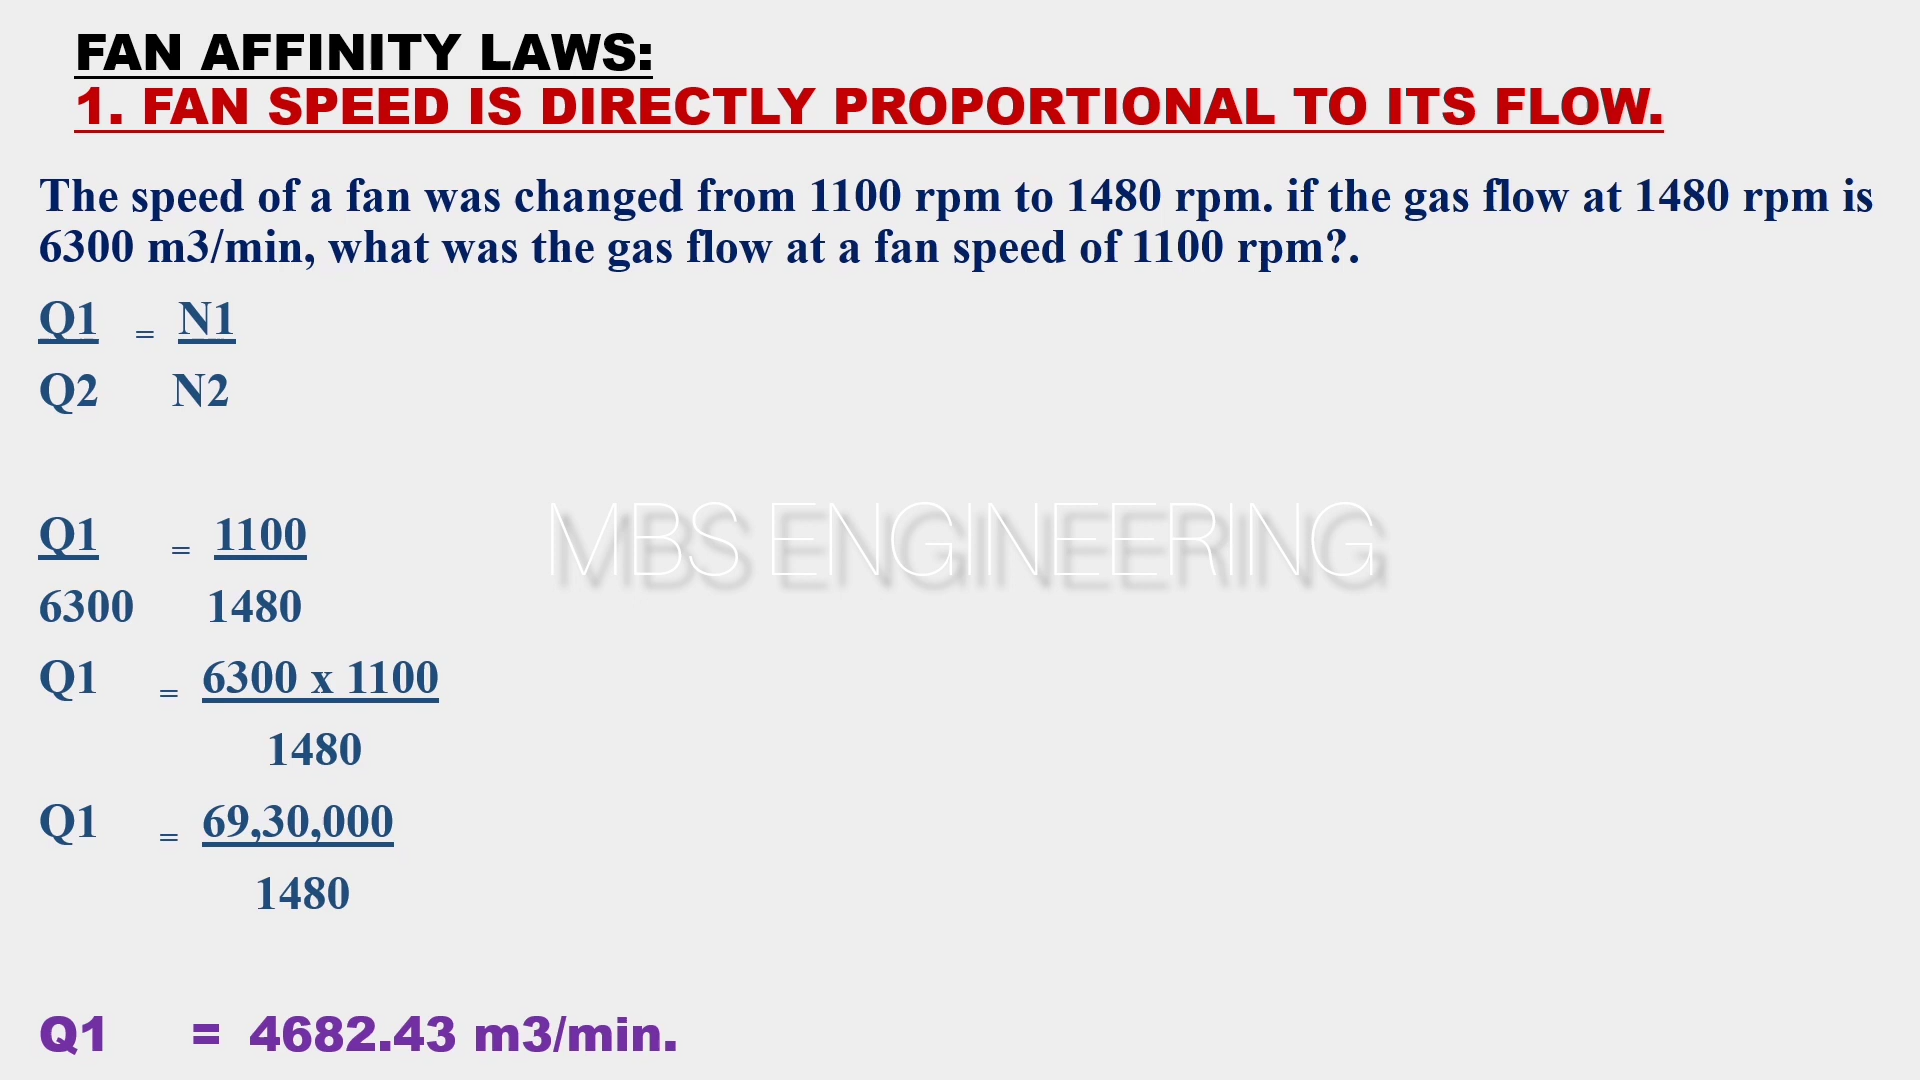 FAN AFFINITY LAWS:
1. FAN SPEED IS DIRECTLY PROPORTIONAL TO ITS FLOW.
The speed of a fan was changed from 1100 rpm to 1480 rpm. if the gas flow at 1480 rpm is
6300 m3/min, what was the gas flow at a fan speed of 1100 rpm?.
Q1 = N1
Q2 N2
Q1 = 1100
MBS ENGINEERING
6300 1480
Q1 = 6300 x 1100
1480
Q1 = 69,30,000
1480
Q1 = 4682.43 m3/min.